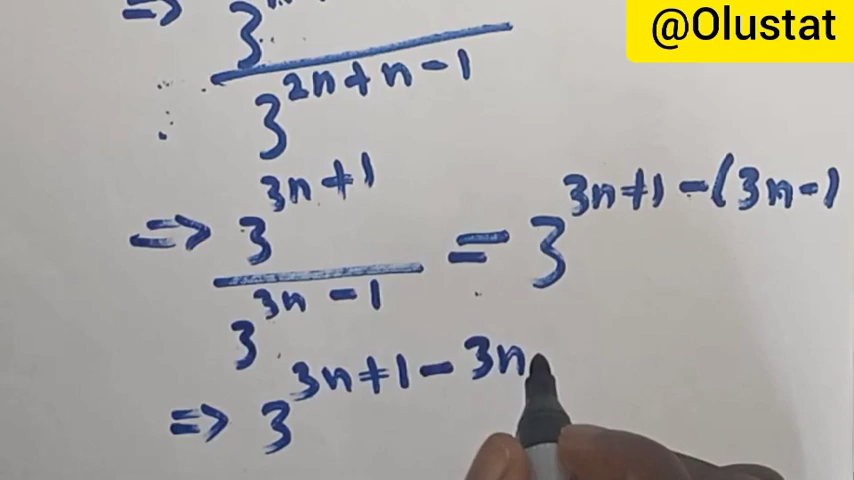 @Olustat
⇒ 3
3^{2n+n-1}
⇒ 3^{3n+1} / 3^{3n-1} = 3^{3n+1-(3n-1)}
⇒ 3^{3n+1-3n}